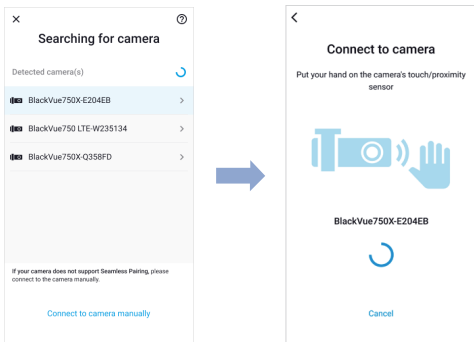 Searching for camera
Detected camera(s)
BlackVue750X-E204EB
BlackVue750 LTE-W235134
BlackVue750X-Q358FD
If your camera does not support Seamless Pairing, please
connect to the camera manually.
Connect to camera manually
Connect to camera
Put your hand on the camera's touch/proximity
sensor
BlackVue750X-E204EB
Cancel